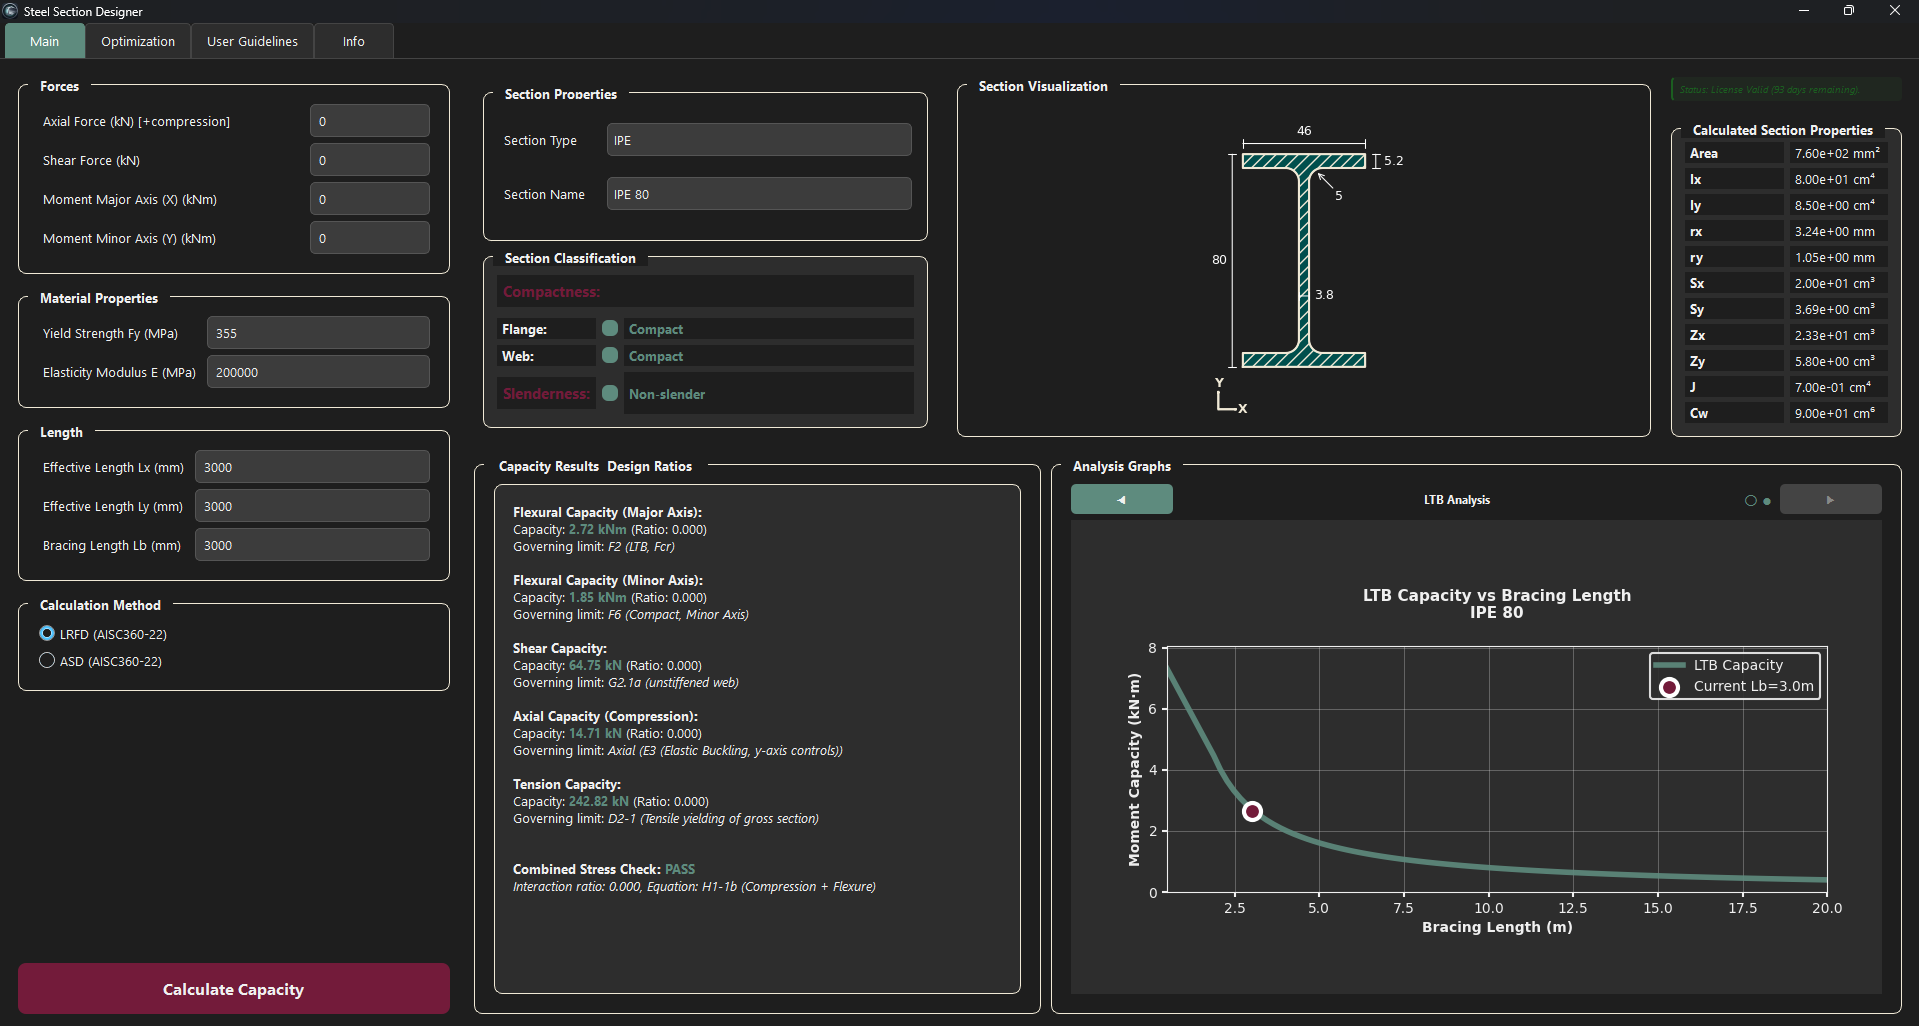 Steel Section Designer
Main
Optimization
User Guidelines
Info
Forces
Axial Force (kN) [+compression]
0
Shear Force (kN)
0
Moment Major Axis (X) (kNm)
0
Moment Minor Axis (Y) (kNm)
0
Material Properties
Yield Strength Fy (MPa)
355
Elasticity Modulus E (MPa)
200000
Length
Effective Length Lx (mm)
3000
Effective Length Ly (mm)
3000
Bracing Length Lb (mm)
3000
Calculation Method
LRFD (AISC360-22)
ASD (AISC360-22)
Calculate Capacity
Section Properties
Section Type
IPE
Section Name
IPE 80
Section Classification
Compactness:
Flange:
Compact
Web:
Compact
Slenderness:
Non-slender
Section Visualization
46
5.2
5
80
3.8
Y
X
Status: License Valid (93 days remaining)
Calculated Section Properties
Area 7.60e+02 mm²
Ix 8.00e+01 cm⁴
Iy 8.50e+00 cm⁴
rx 3.24e+00 mm
ry 1.05e+00 mm
Sx 2.00e+01 cm³
Sy 3.69e+00 cm³
Zx 2.33e+01 cm³
Zy 5.80e+00 cm³
J 7.00e-01 cm⁴
Cw 9.00e+01 cm⁶
Capacity Results Design Ratios
Flexural Capacity (Major Axis):
Capacity: 2.72 kNm (Ratio: 0.000)
Governing limit: F2 (LTB, Fcr)
Flexural Capacity (Minor Axis):
Capacity: 1.85 kNm (Ratio: 0.000)
Governing limit: F6 (Compact, Minor Axis)
Shear Capacity:
Capacity: 64.75 kN (Ratio: 0.000)
Governing limit: G2.1a (unstiffened web)
Axial Capacity (Compression):
Capacity: 14.71 kN (Ratio: 0.000)
Governing limit: Axial (E3 (Elastic Buckling, y-axis controls))
Tension Capacity:
Capacity: 242.82 kN (Ratio: 0.000)
Governing limit: D2-1 (Tensile yielding of gross section)
Combined Stress Check: PASS
Interaction ratio: 0.000, Equation: H1-1b (Compression + Flexure)
Analysis Graphs
LTB Analysis
LTB Capacity vs Bracing Length
IPE 80
LTB Capacity
Current Lb=3.0m
Moment Capacity (kN·m)
8
6
4
2
0
2.5 5.0 7.5 10.0 12.5 15.0 17.5 20.0
Bracing Length (m)